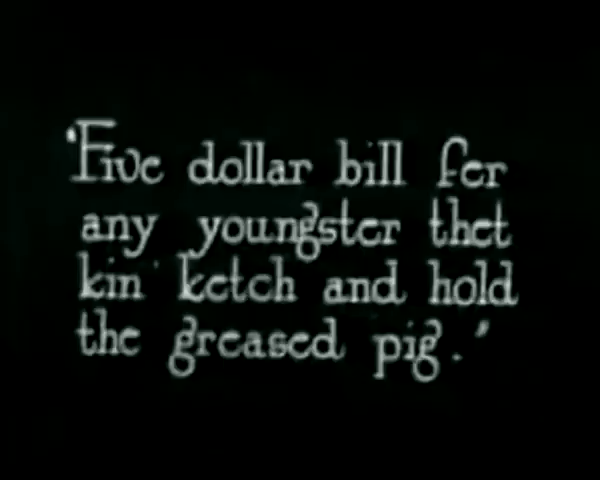 'Five dollar bill fer
any youngster thet
kin' ketch and hold
the greased pig.'